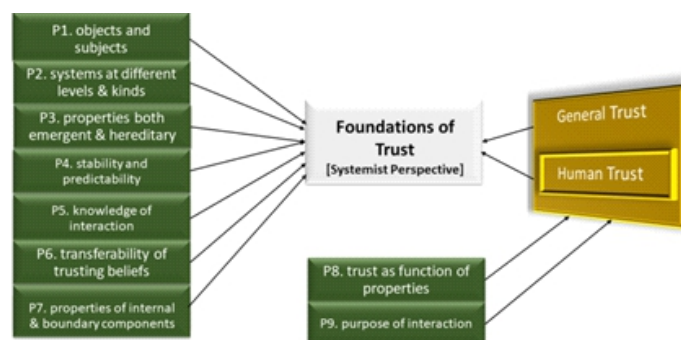 P1. objects and
subjects
P2. systems at different
levels & kinds
P3. properties both
emergent & hereditary
P4. stability and
predictability
P5. knowledge of
interaction
P6. transferability of
trusting beliefs
P7. properties of internal
& boundary components
Foundations of
Trust
[Systemist Perspective]
General Trust
Human Trust
P8. trust as function of
properties
P9. purpose of interaction